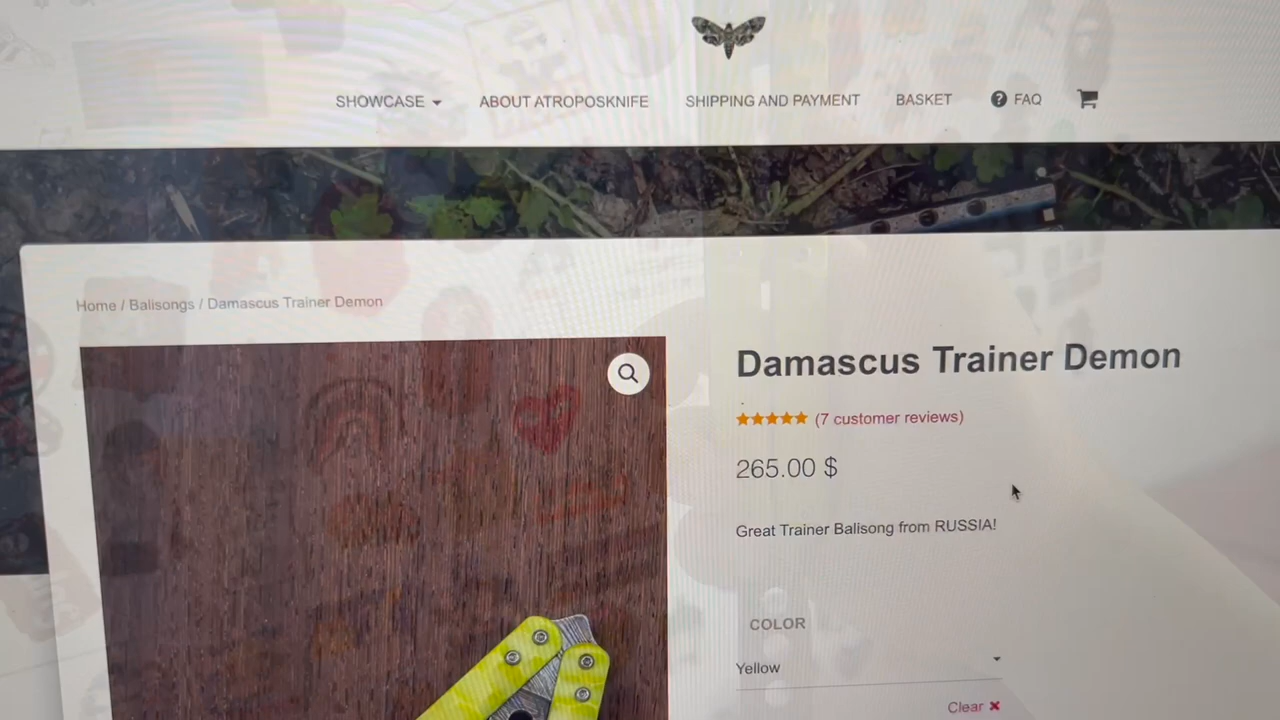 SHOWCASE ABOUT ATROPOSKNIFE SHIPPING AND PAYMENT BASKET FAQ
Home / Balisongs / Damascus Trainer Demon
Damascus Trainer Demon
(7 customer reviews)
265.00 $
Great Trainer Balisong from RUSSIA!
COLOR
Yellow
Clear ×